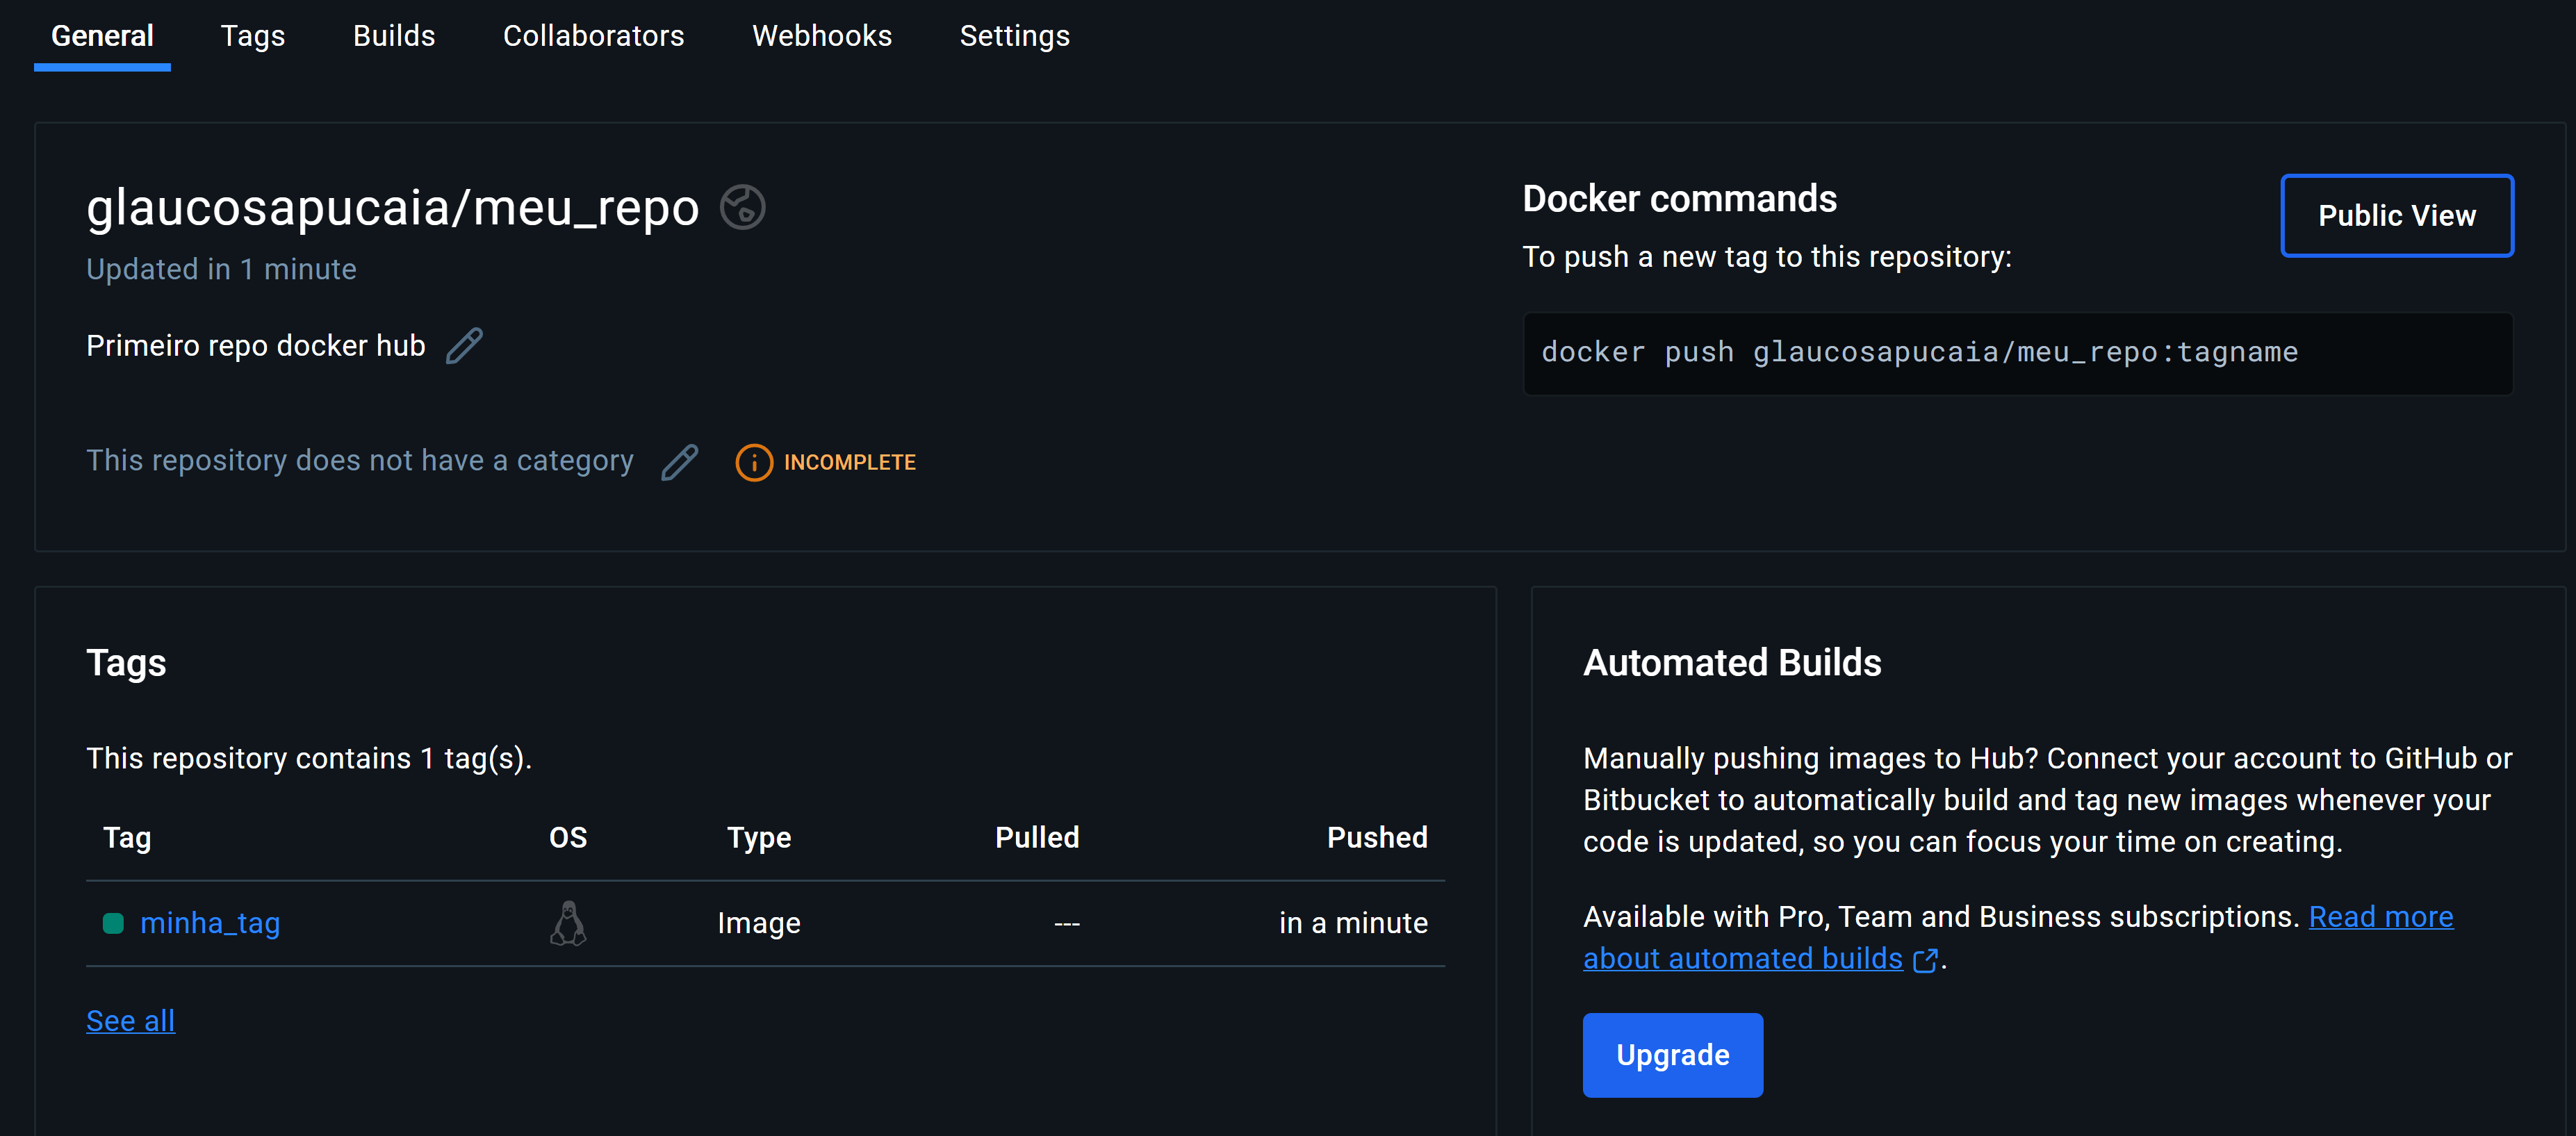 General Tags Builds Collaborators Webhooks Settings
glaucosapucaia/meu_repo
Updated in 1 minute
Primeiro repo docker hub
This repository does not have a category INCOMPLETE
Docker commands
Public View
To push a new tag to this repository:
docker push glaucosapucaia/meu_repo:tagname
Tags
This repository contains 1 tag(s).
Tag OS Type Pulled Pushed
minha_tag Image --- in a minute
See all
Automated Builds
Manually pushing images to Hub? Connect your account to GitHub or
Bitbucket to automatically build and tag new images whenever your
code is updated, so you can focus your time on creating.
Available with Pro, Team and Business subscriptions. Read more
about automated builds .
Upgrade